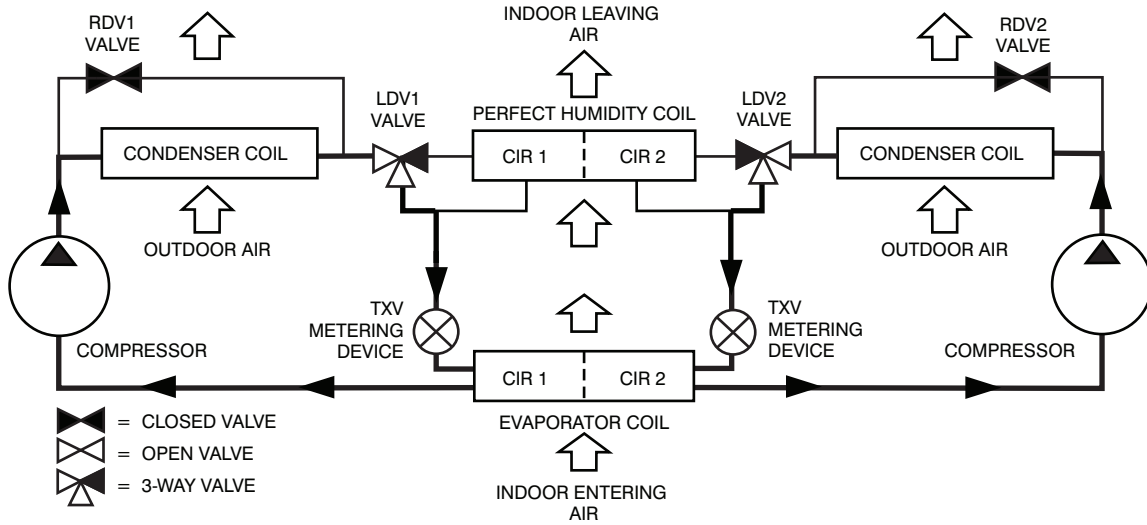 INDOOR LEAVING
AIR
RDV1
VALVE
RDV2
VALVE
LDV1
VALVE
PERFECT HUMIDITY COIL
LDV2
VALVE
CONDENSER COIL
CIR 1
CIR 2
CONDENSER COIL
OUTDOOR AIR
OUTDOOR AIR
TXV
METERING
DEVICE
TXV
METERING
DEVICE
COMPRESSOR
COMPRESSOR
CIR 1
CIR 2
EVAPORATOR COIL
= CLOSED VALVE
= OPEN VALVE
= 3-WAY VALVE
INDOOR ENTERING
AIR